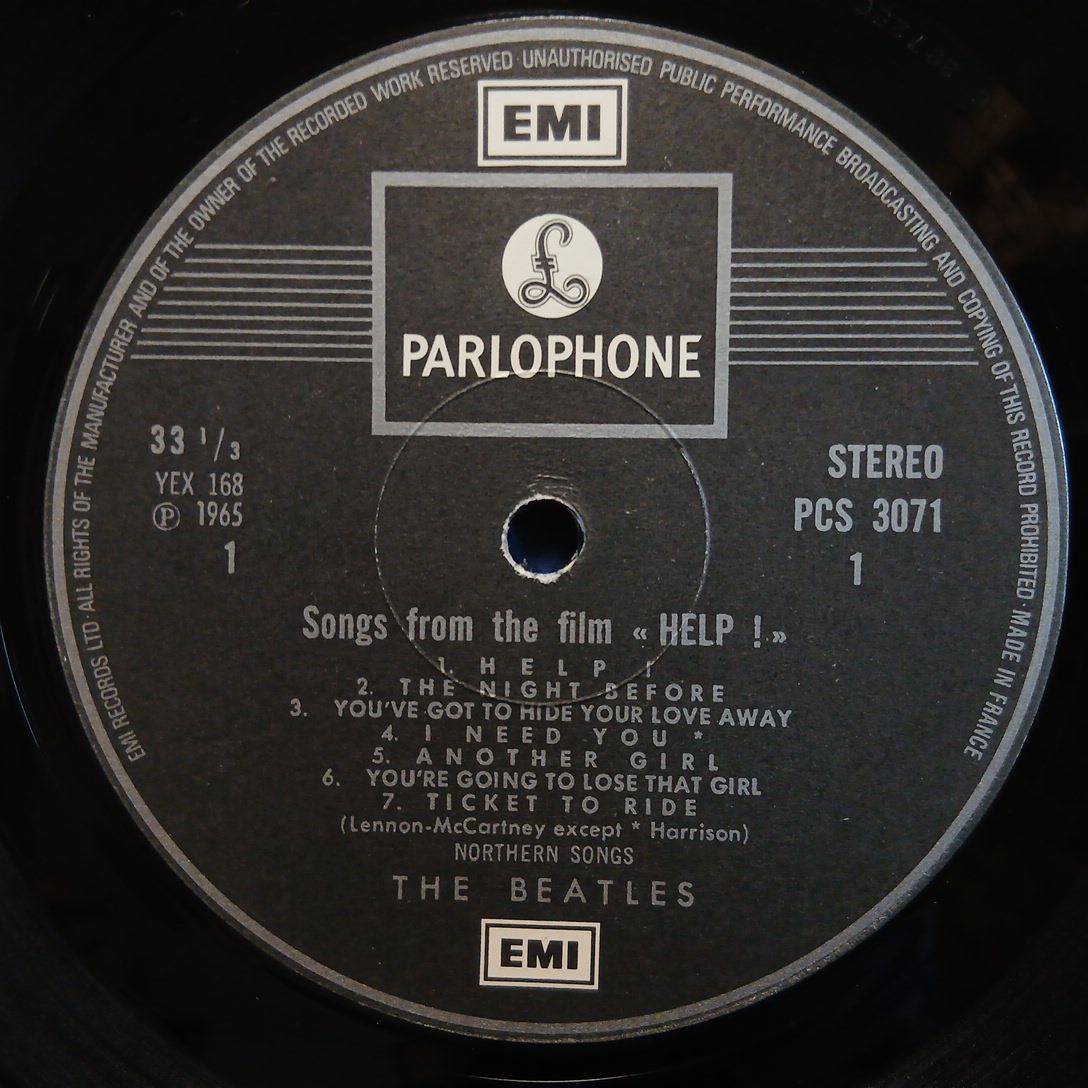 EMI RECORDS LTD · ALL RIGHTS OF THE MANUFACTURER AND OF THE OWNER OF THE RECORDED WORK RESERVED · UNAUTHORISED PUBLIC PERFORMANCE BROADCASTING AND COPYING OF THIS RECORD PROHIBITED · MADE IN FRANCE
EMI
£
PARLOPHONE
33 1/3
YEX 168
℗ 1965
1
STEREO
PCS 3071
1
Songs from the film « HELP ! »
1. HELP !
2. THE NIGHT BEFORE
3. YOU'VE GOT TO HIDE YOUR LOVE AWAY
4. I NEED YOU *
5. ANOTHER GIRL
6. YOU'RE GOING TO LOSE THAT GIRL
7. TICKET TO RIDE
(Lennon-McCartney except * Harrison)
NORTHERN SONGS
THE BEATLES
EMI